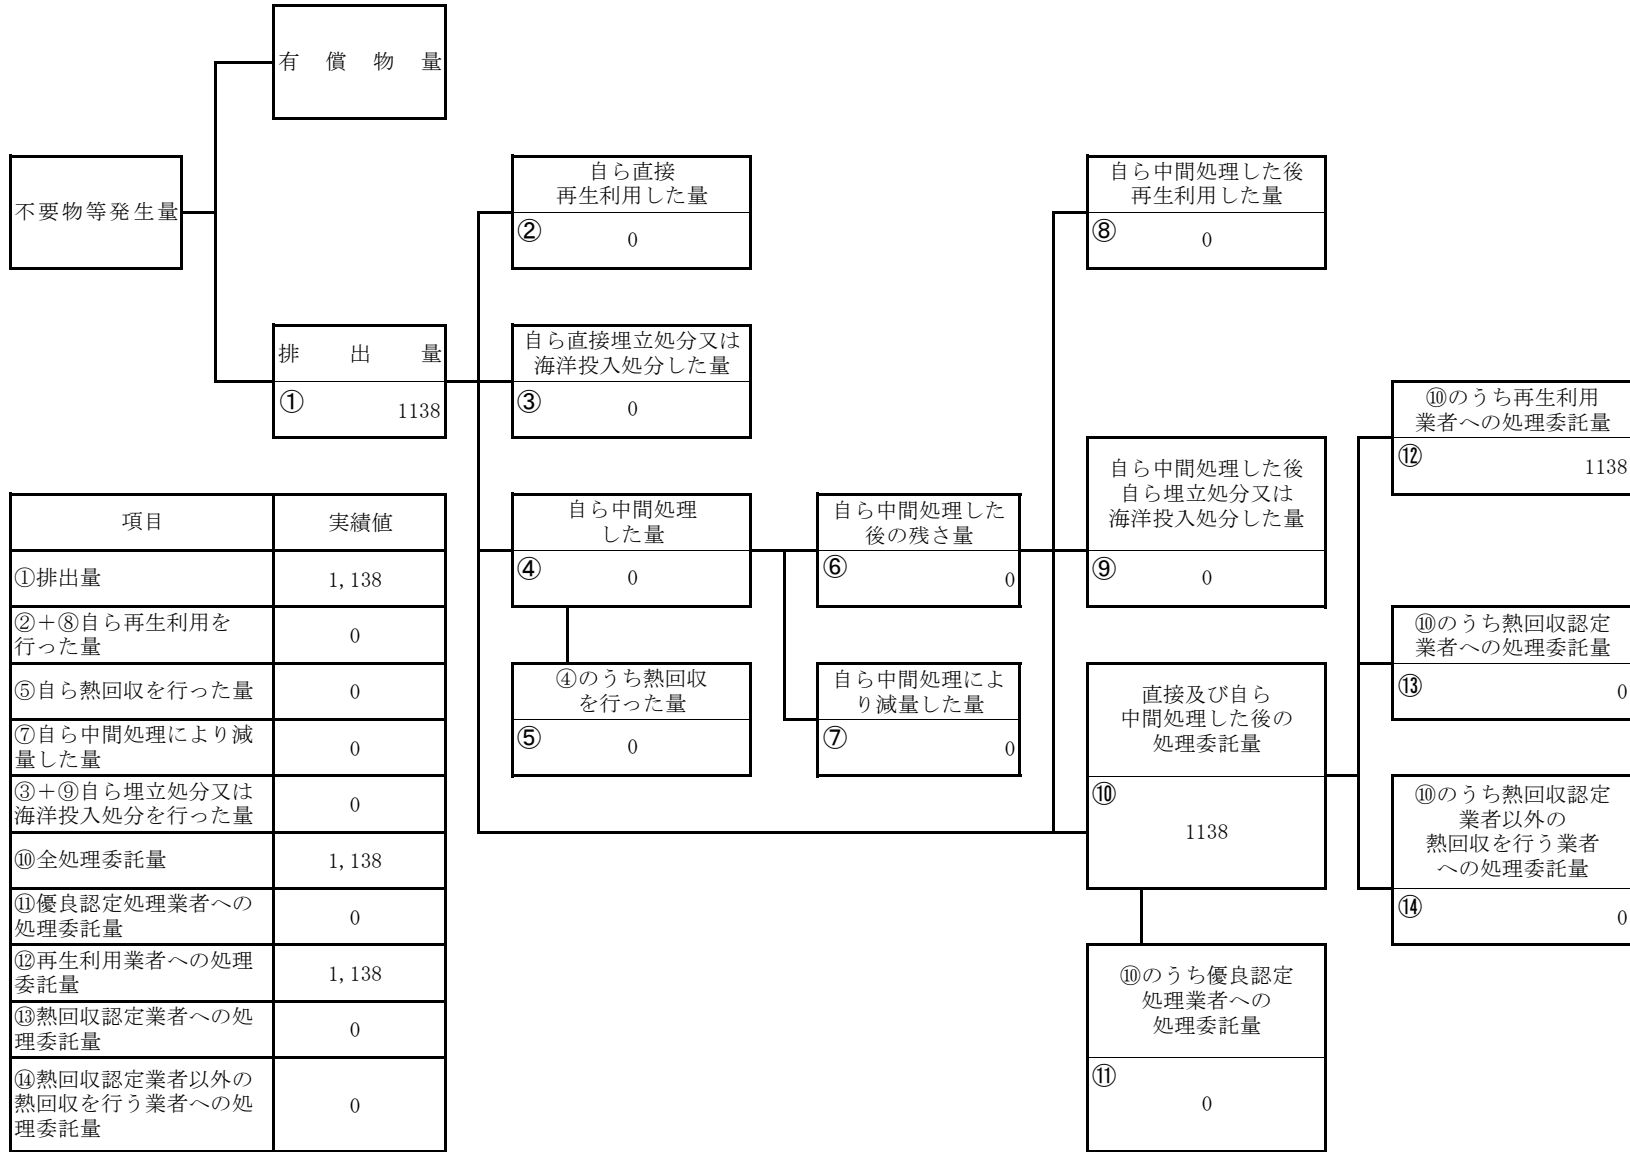 有償物量
不要物等発生量
排出量
①
1138
自ら直接
再生利用した量
②
0
自ら直接埋立処分又は
海洋投入処分した量
③
0
自ら中間処理
した量
④
0
④のうち熱回収
を行った量
⑤
0
自ら中間処理した
後の残さ量
⑥
0
自ら中間処理によ
り減量した量
⑦
0
自ら中間処理した後
再生利用した量
⑧
0
自ら中間処理した後
自ら埋立処分又は
海洋投入処分した量
⑨
0
直接及び自ら
中間処理した後の
処理委託量
⑩
1138
⑩のうち優良認定
処理業者への
処理委託量
⑪
0
⑩のうち再生利用
業者への処理委託量
⑫
1138
⑩のうち熱回収認定
業者への処理委託量
⑬
0
⑩のうち熱回収認定
業者以外の
熱回収を行う業者
への処理委託量
⑭
0
項目 実績値
①排出量 1,138
②＋⑧自ら再生利用を
行った量 0
⑤自ら熱回収を行った量 0
⑦自ら中間処理により減
量した量 0
③＋⑨自ら埋立処分又は
海洋投入処分を行った量 0
⑩全処理委託量 1,138
⑪優良認定処理業者への
処理委託量 0
⑫再生利用業者への処理
委託量 1,138
⑬熱回収認定業者への処
理委託量 0
⑭熱回収認定業者以外の
熱回収を行う業者への処
理委託量 0